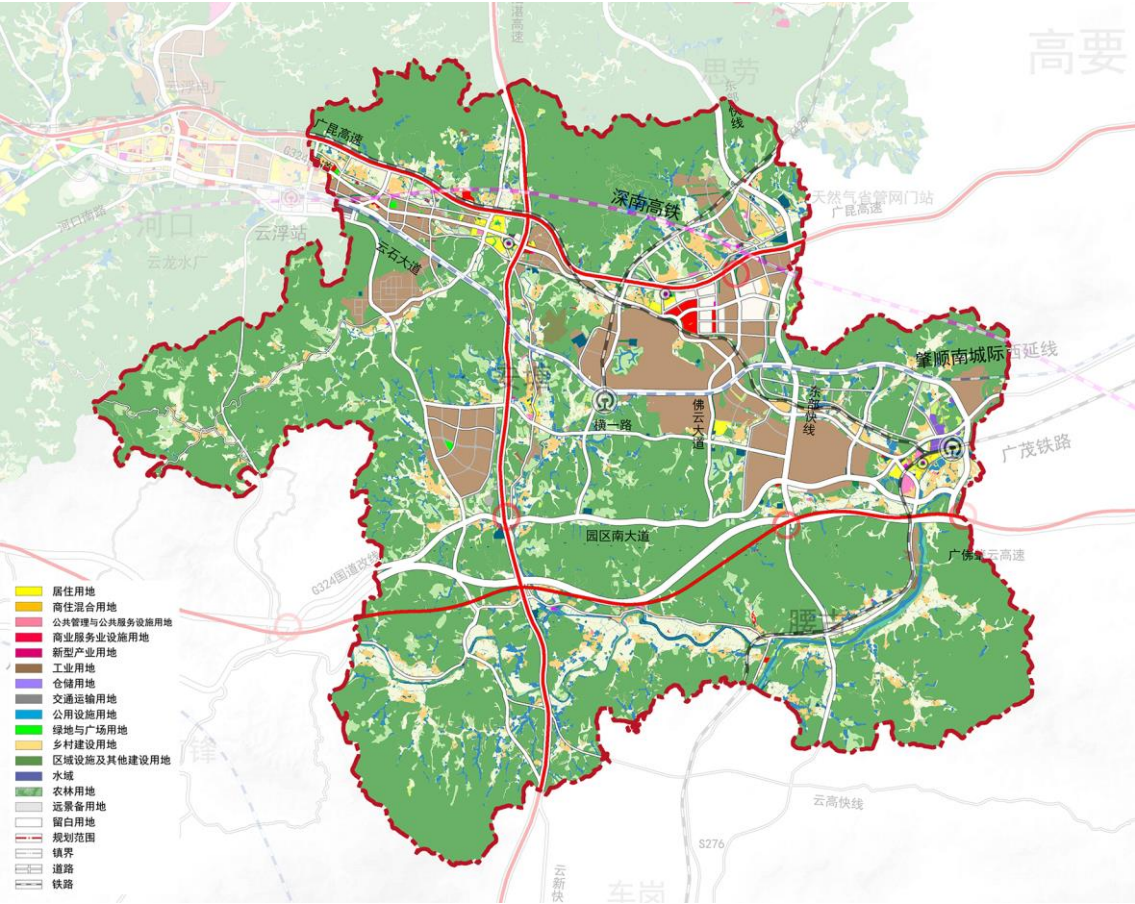 高要
思劳
云浮电厂
东部快线
广昆高速
G324
深南高铁
天然气省管网门站
广昆高速
河口南路
河口
云浮站
云龙水厂
云石大道
肇顺南城际
西延线
东部快线
佛云大道
横一路
广茂铁路
园区南大道
G324国道改线
云高速
腰古
云高快线
S276
云新快
车岗
锋
居住用地
商住混合用地
公共管理与公共服务设施用地
商业服务业设施用地
新型产业用地
工业用地
仓储用地
交通运输用地
公用设施用地
绿地与广场用地
乡村建设用地
区域设施及其他建设用地
水域
农林用地
远景备用地
留白用地
规划范围
镇界
道路
铁路